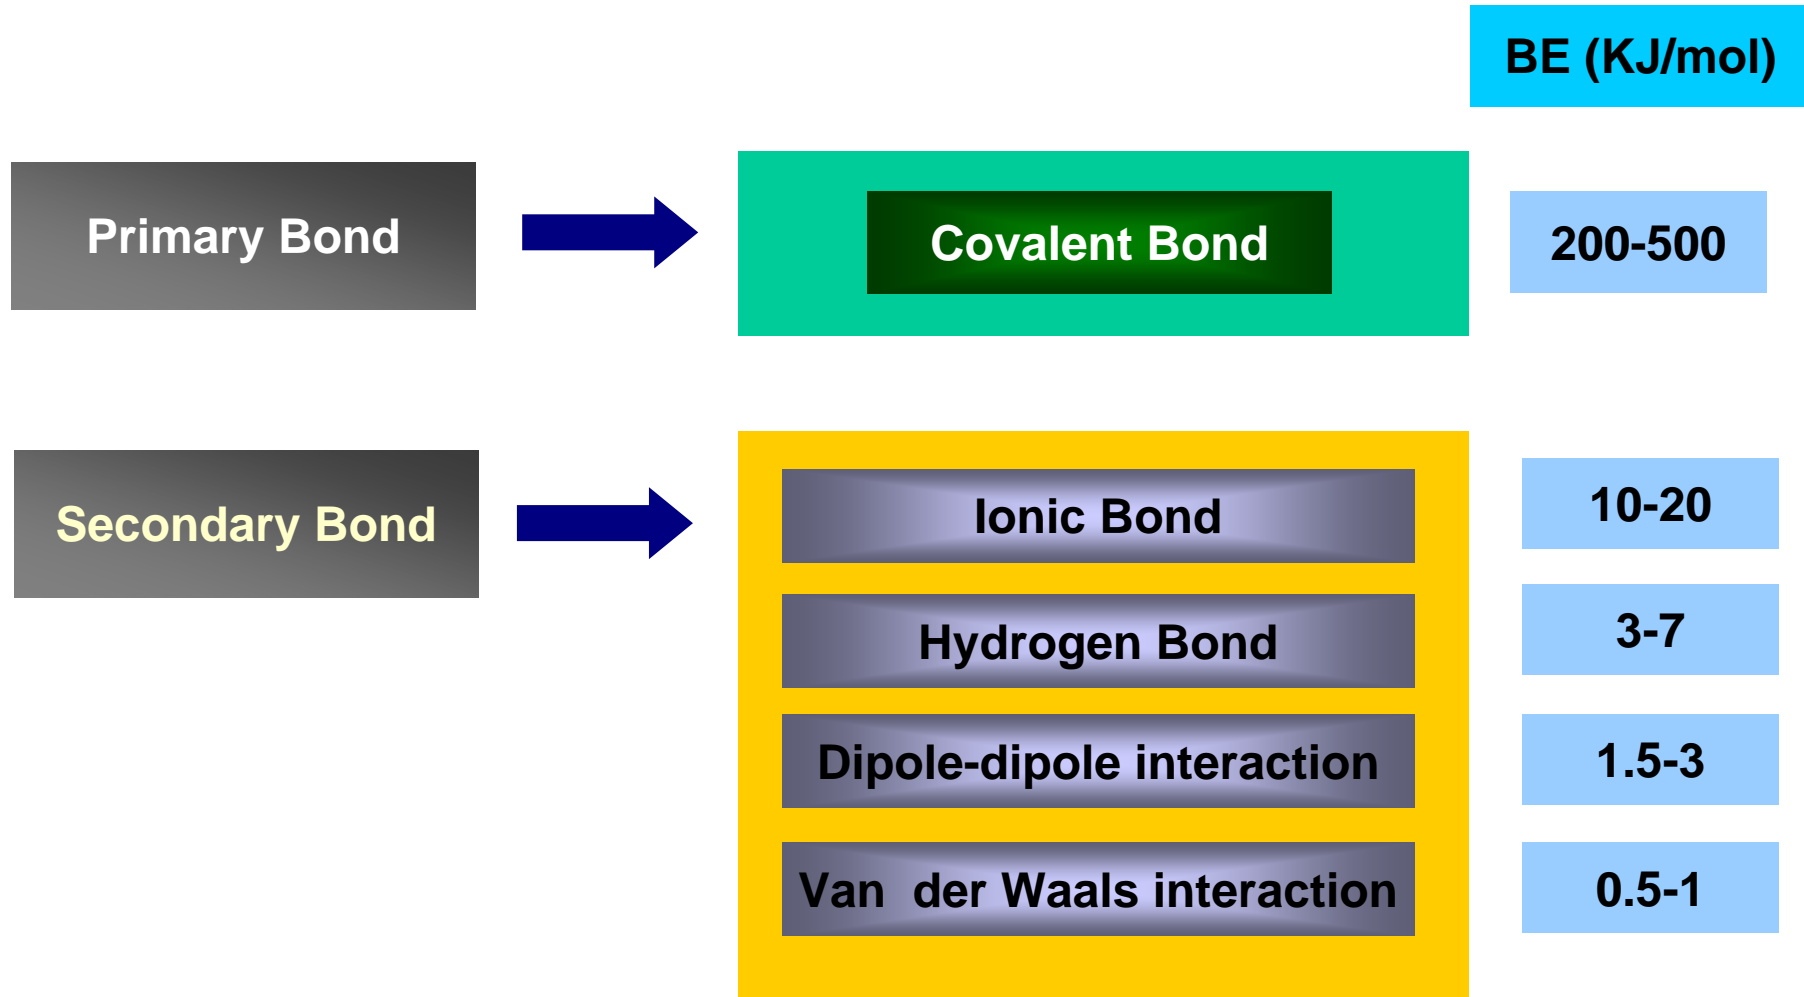 BE (KJ/mol)
Primary Bond
Covalent Bond
200-500
Secondary Bond
Ionic Bond
10-20
Hydrogen Bond
3-7
Dipole-dipole interaction
1.5-3
Van der Waals interaction
0.5-1